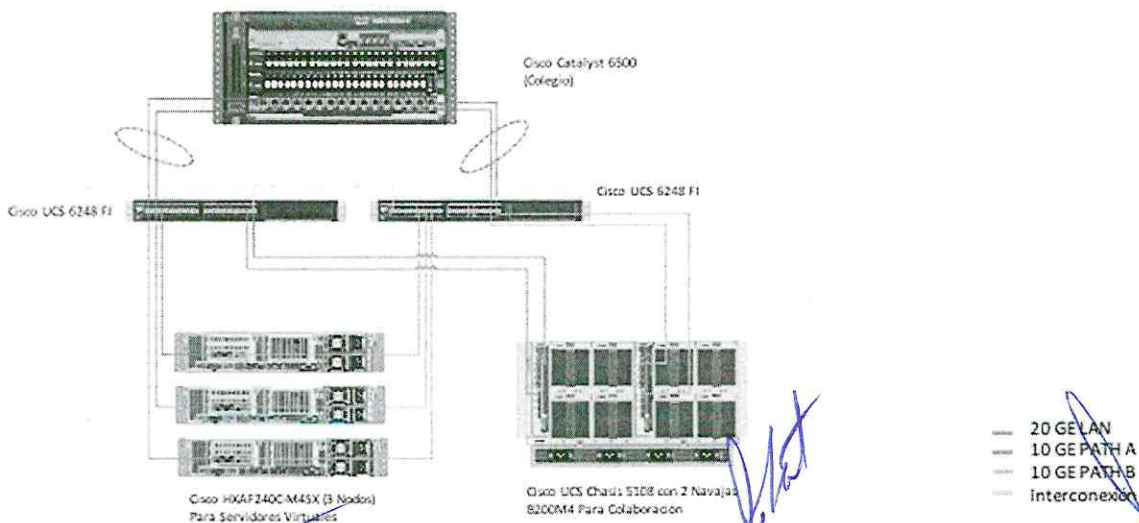 Cisco Catalyst 6500
(Colegio)
Cisco UCS 6248 FI
Cisco UCS 6248 FI
Cisco HXAF240C-M4SX (3 Nodos)
Para Servidores Virtuales
Cisco UCS Chasis 5108 con 2 Navajas
B200M4 Para Colaboración
20 GE LAN
10 GE PATH A
10 GE PATH B
Interconexión